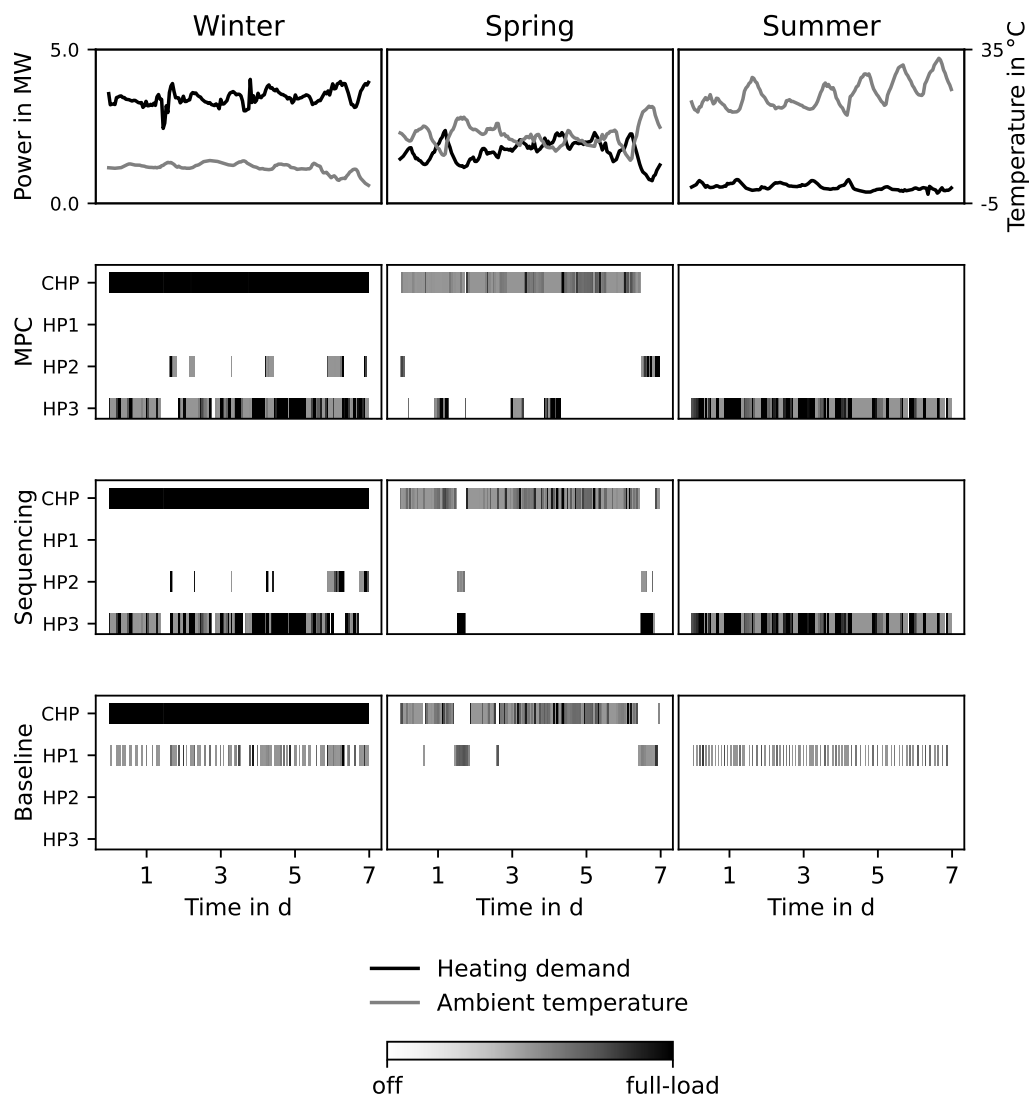 Winter Spring Summer
5.0 35
Power in MW
Temperature in °C
0.0 -5
MPC
CHP
HP1
HP2
HP3
Sequencing
CHP
HP1
HP2
HP3
Baseline
CHP
HP1
HP2
HP3
1 3 5 7 1 3 5 7 1 3 5 7
Time in d Time in d Time in d
Heating demand
Ambient temperature
off full-load